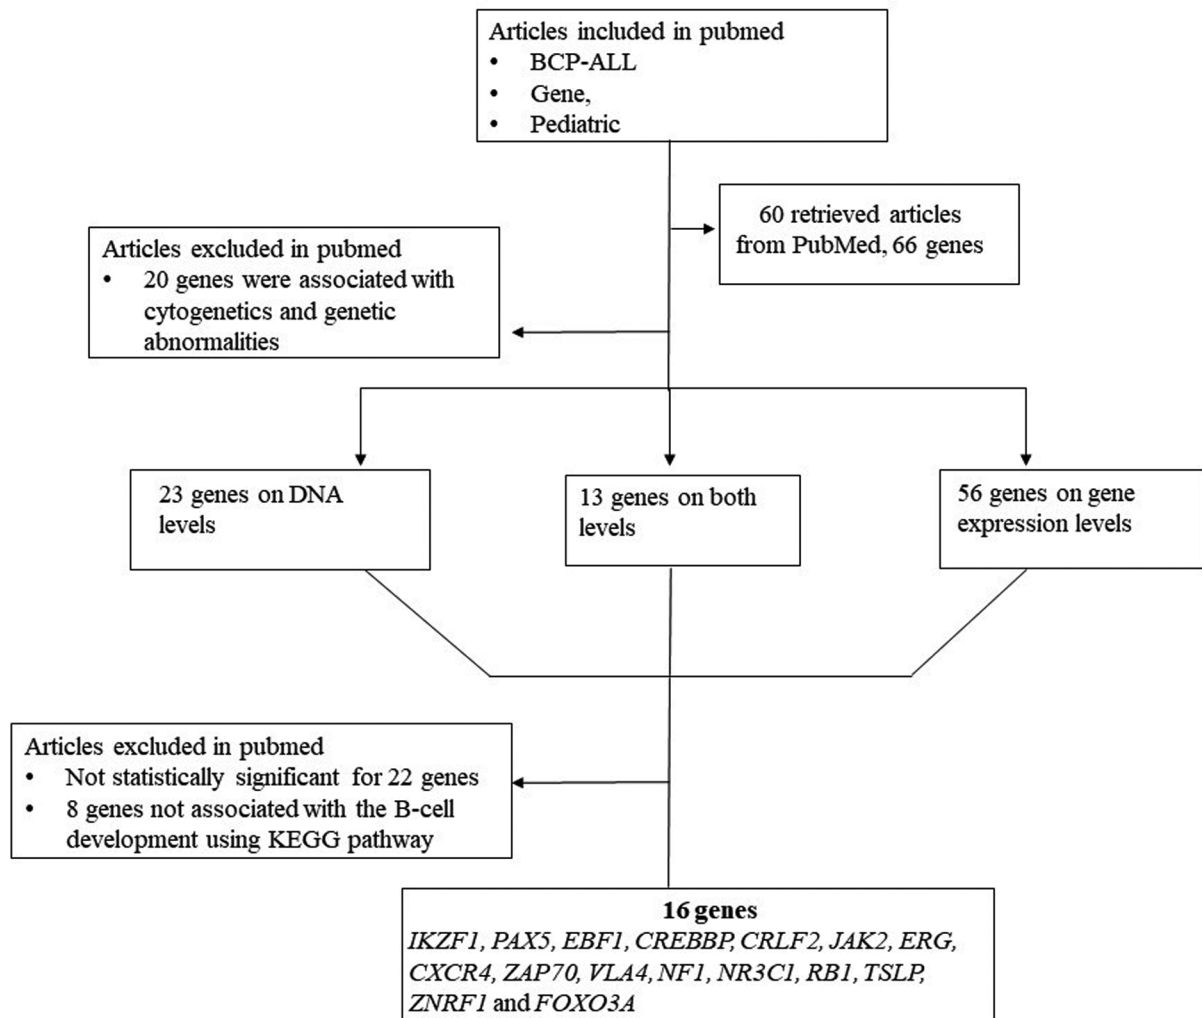 Articles included in pubmed
• BCP-ALL
• Gene,
• Pediatric
60 retrieved articles
from PubMed, 66 genes
Articles excluded in pubmed
• 20 genes were associated with
cytogenetics and genetic
abnormalities
23 genes on DNA
levels
13 genes on both
levels
56 genes on gene
expression levels
Articles excluded in pubmed
• Not statistically significant for 22 genes
• 8 genes not associated with the B-cell
development using KEGG pathway
16 genes
IKZF1, PAX5, EBF1, CREBBP, CRLF2, JAK2, ERG,
CXCR4, ZAP70, VLA4, NF1, NR3C1, RB1, TSLP,
ZNRF1 and FOXO3A